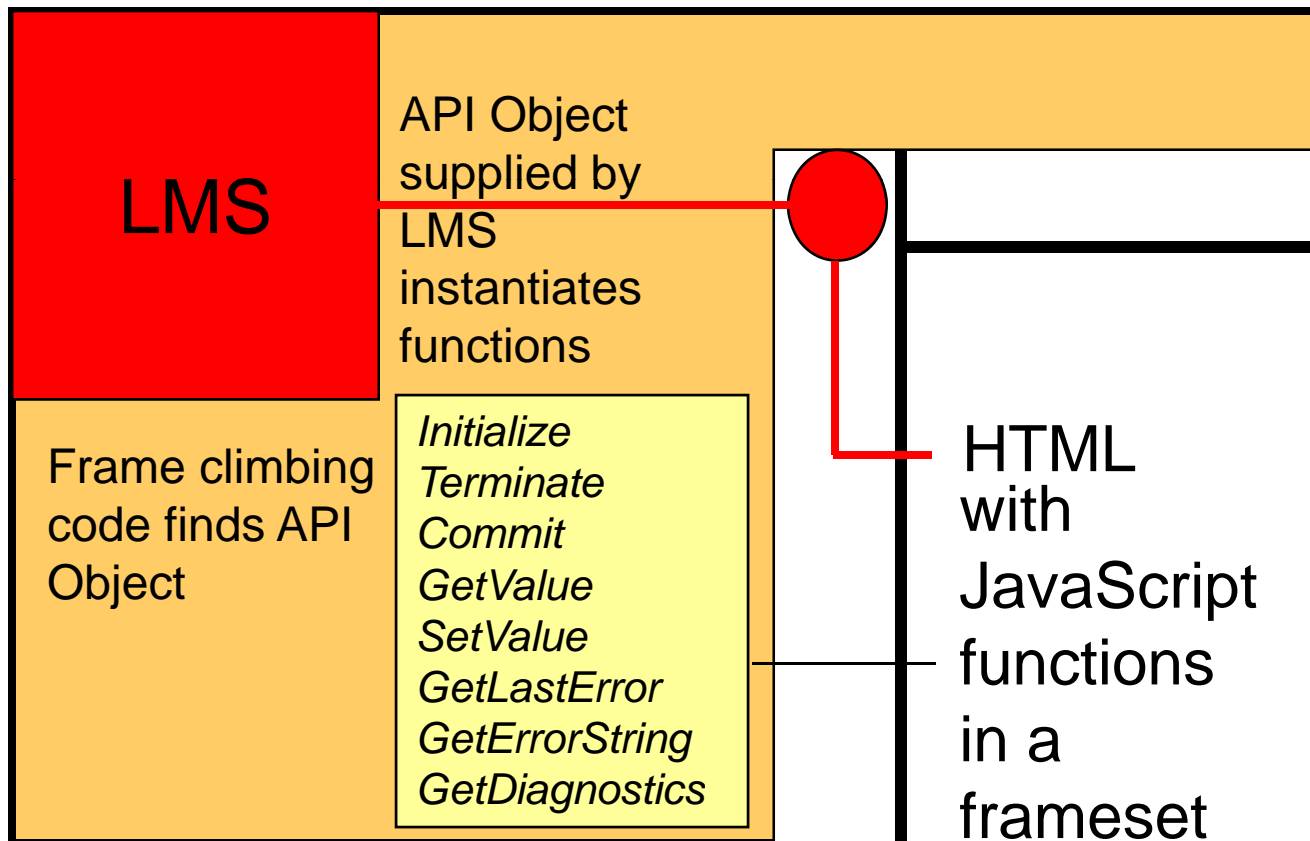 LMS
API Object
supplied by
LMS
instantiates
functions
Frame climbing
code finds API
Object
Initialize
Terminate
Commit
GetValue
SetValue
GetLastError
GetErrorString
GetDiagnostics
HTML
with
JavaScript
functions
in a
frameset